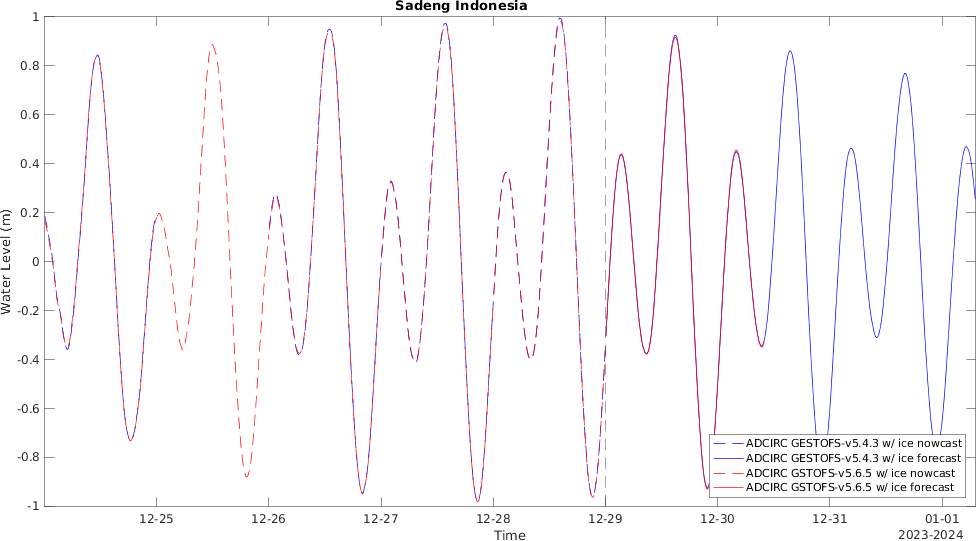 Sadeng Indonesia
1
0.8
0.6
0.4
0.2
0
-0.2
-0.4
-0.6
-0.8
-1
Water Level (m)
12-25
12-26
12-27
12-28
12-29
12-30
12-31
01-01
Time
2023-2024
ADCIRC GESTOFS-v5.4.3 w/ ice nowcast
ADCIRC GESTOFS-v5.4.3 w/ ice forecast
ADCIRC GSTOFS-v5.6.5 w/ ice nowcast
ADCIRC GSTOFS-v5.6.5 w/ ice forecast